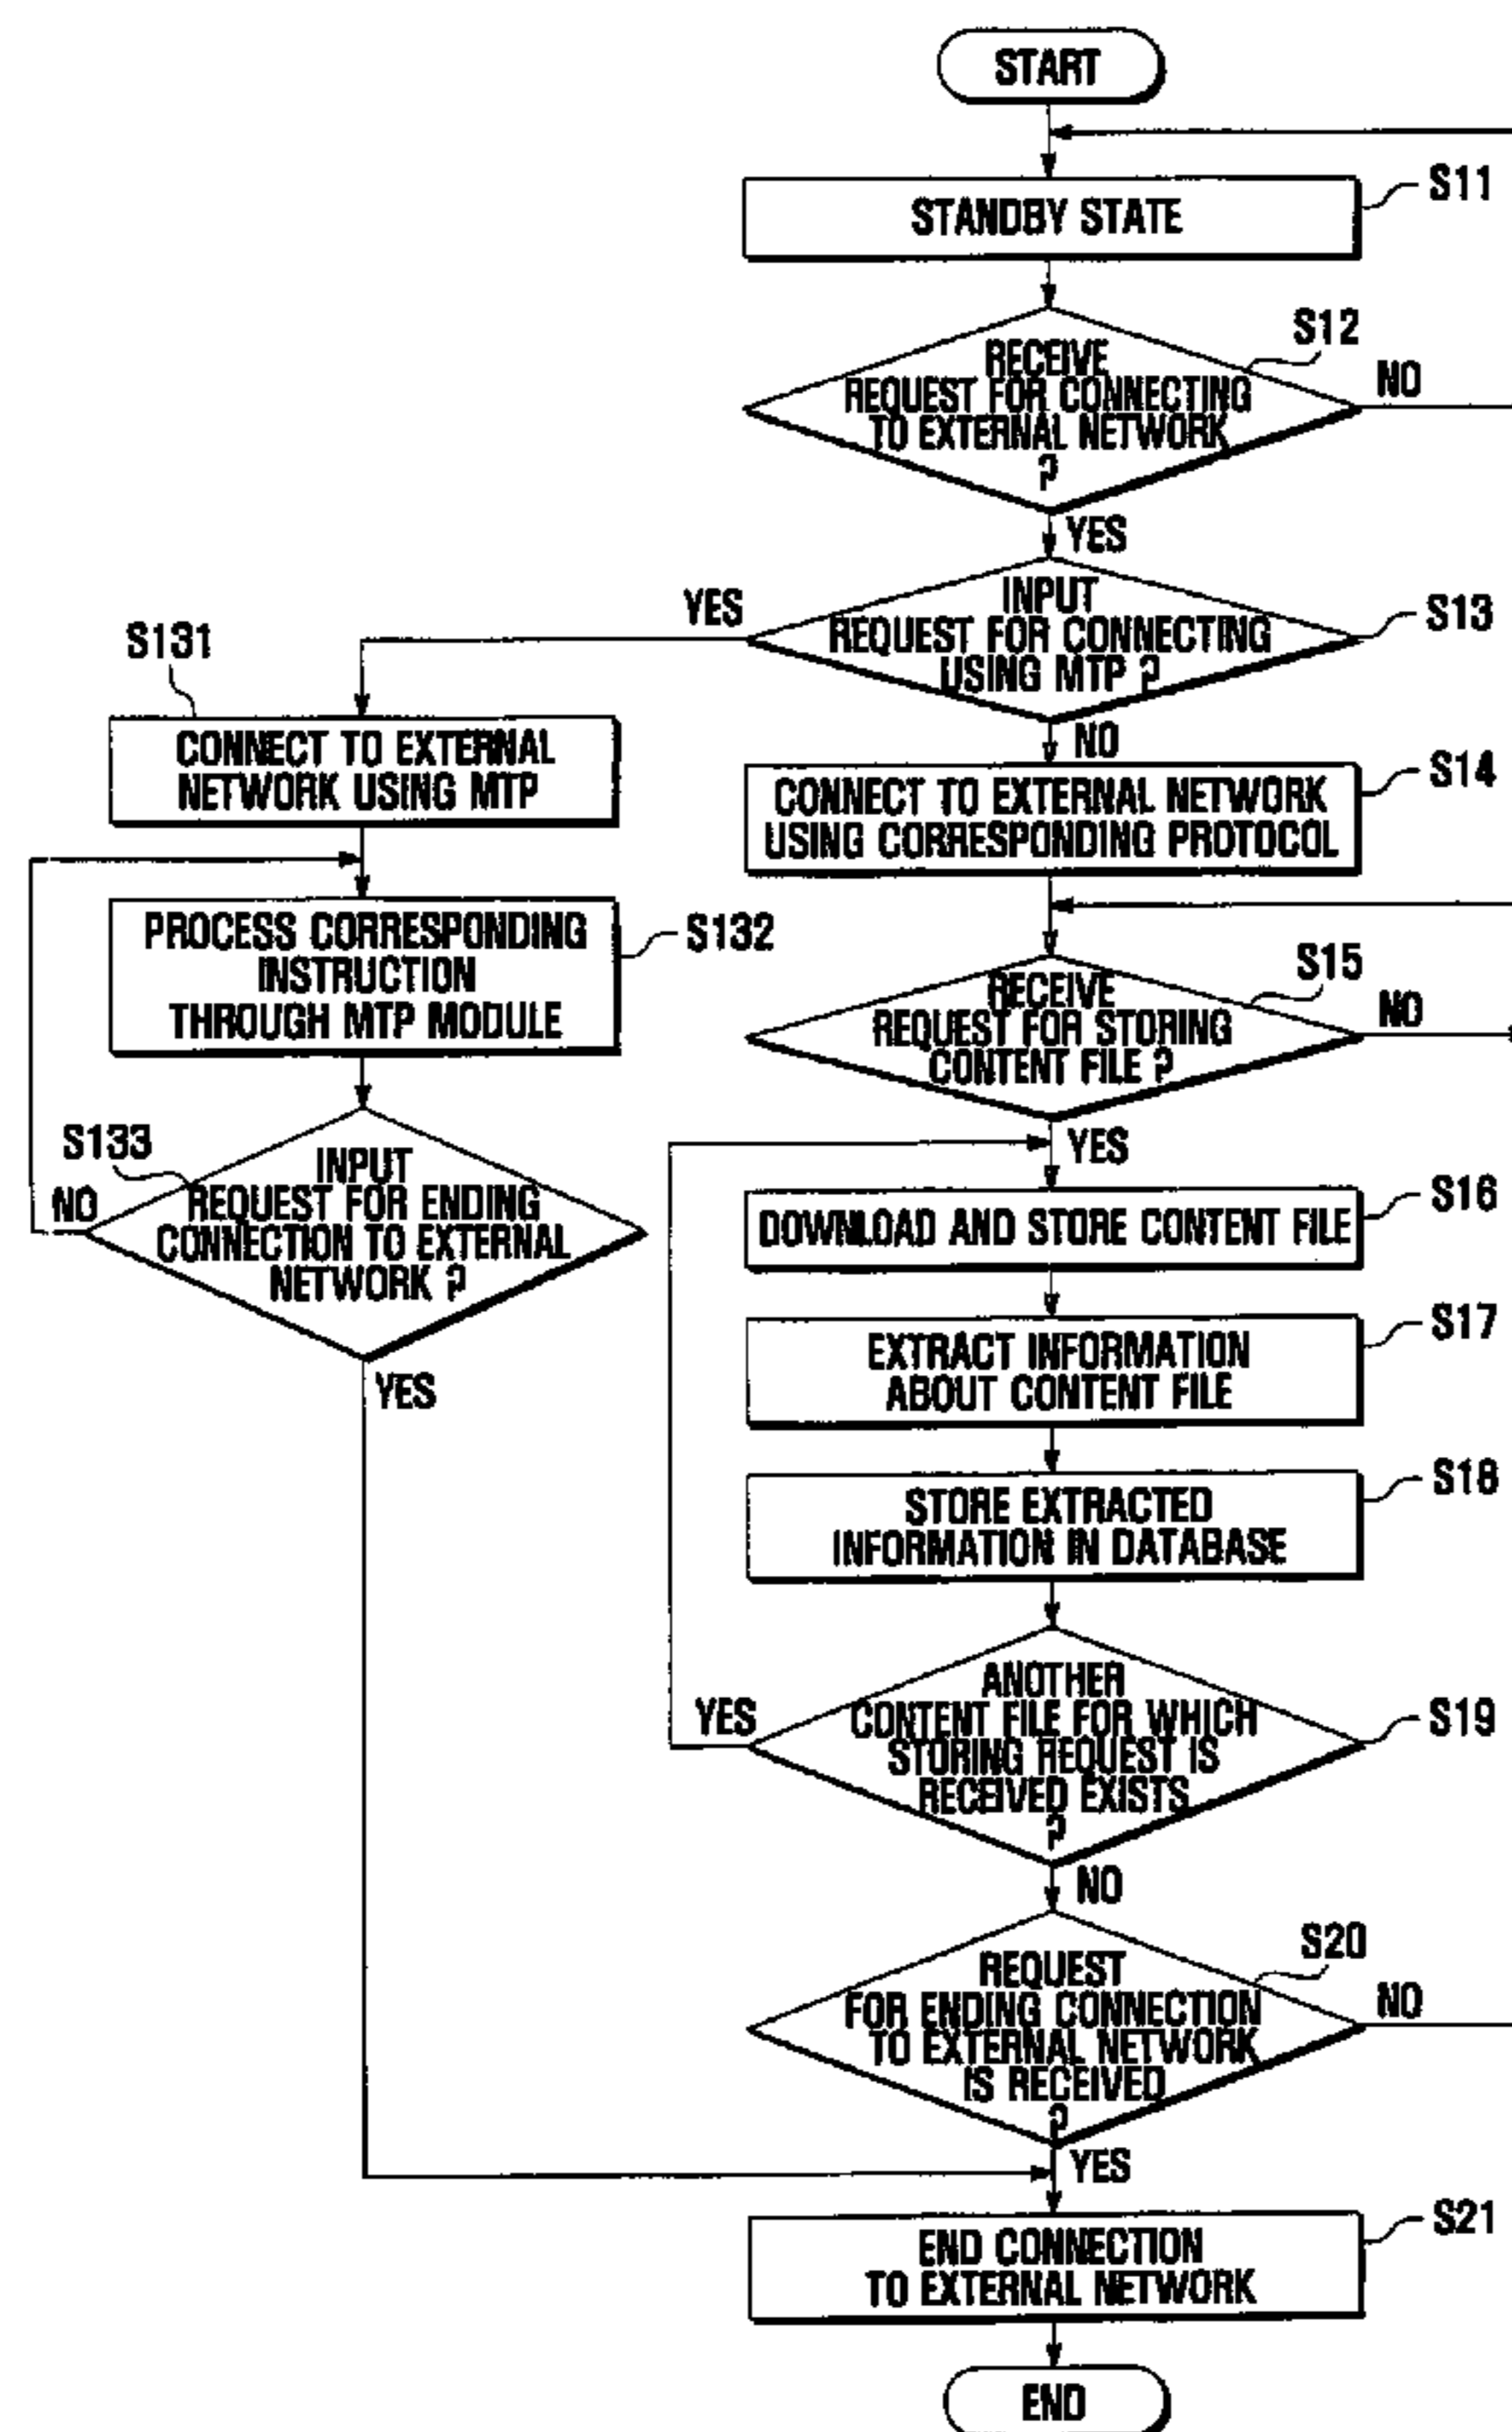 START
S11
STANDBY STATE
S12
RECEIVE
REQUEST FOR CONNECTING
TO EXTERNAL NETWORK
?
NO
YES
INPUT
REQUEST FOR CONNECTING
USING MTP ?
S13
YES
NO
S131
CONNECT TO EXTERNAL
NETWORK USING MTP
PROCESS CORRESPONDING
INSTRUCTION
THROUGH MTP MODULE
S132
S133
INPUT
REQUEST FOR ENDING
CONNECTION TO EXTERNAL
NETWORK ?
NO
YES
CONNECT TO EXTERNAL NETWORK
USING CORRESPONDING PROTOCOL
S14
S15
RECEIVE
REQUEST FOR STORING
CONTENT FILE ?
NO
YES
DOWNLOAD AND STORE CONTENT FILE
S16
EXTRACT INFORMATION
ABOUT CONTENT FILE
S17
STORE EXTRACTED
INFORMATION IN DATABASE
S18
ANOTHER
CONTENT FILE FOR WHICH
STORING REQUEST IS
RECEIVED EXISTS
?
S19
YES
NO
S20
REQUEST
FOR ENDING CONNECTION
TO EXTERNAL NETWORK
IS RECEIVED
?
NO
YES
END CONNECTION
TO EXTERNAL NETWORK
S21
END